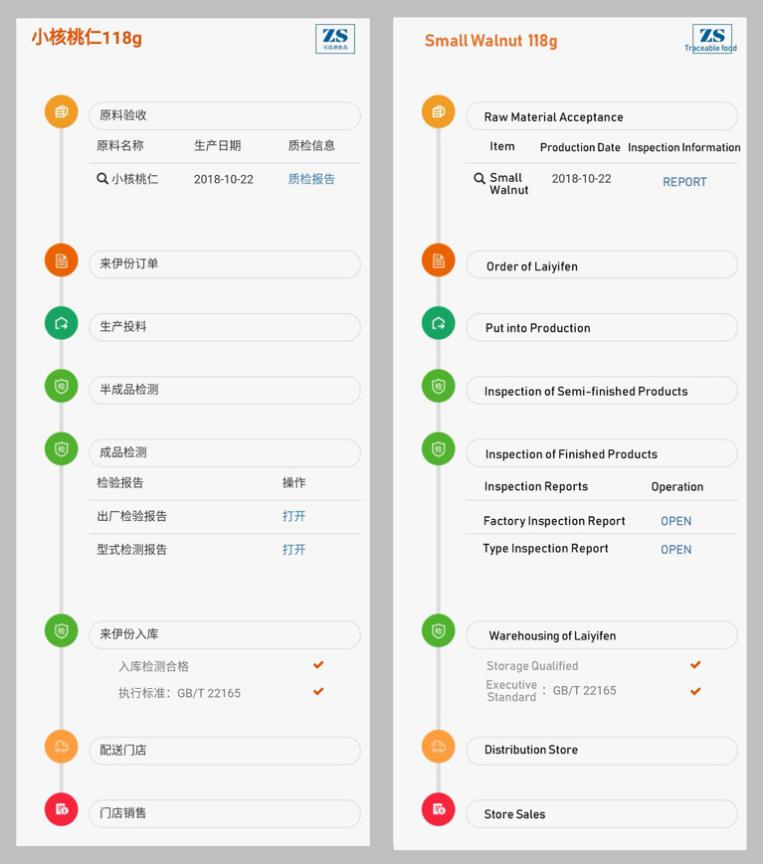 小核桃仁118g
ZS
可追溯食品
原料验收
原料名称 生产日期 质检信息
小核桃仁 2018-10-22 质检报告
来伊份订单
生产投料
检
半成品检测
检
成品检测
检验报告 操作
出厂检验报告 打开
型式检测报告 打开
检
来伊份入库
入库检测合格
执行标准：GB/T 22165
配送门店
门店销售
Small Walnut 118g
ZS
Traceable food
Raw Material Acceptance
Item Production Date Inspection Information
Small
Walnut
2018-10-22
REPORT
Order of Laiyifen
Put into Production
检
Inspection of Semi-finished Products
检
Inspection of Finished Products
Inspection Reports Operation
Factory Inspection Report OPEN
Type Inspection Report OPEN
检
Warehousing of Laiyifen
Storage Qualified
Executive
Standard
：GB/T 22165
Distribution Store
Store Sales